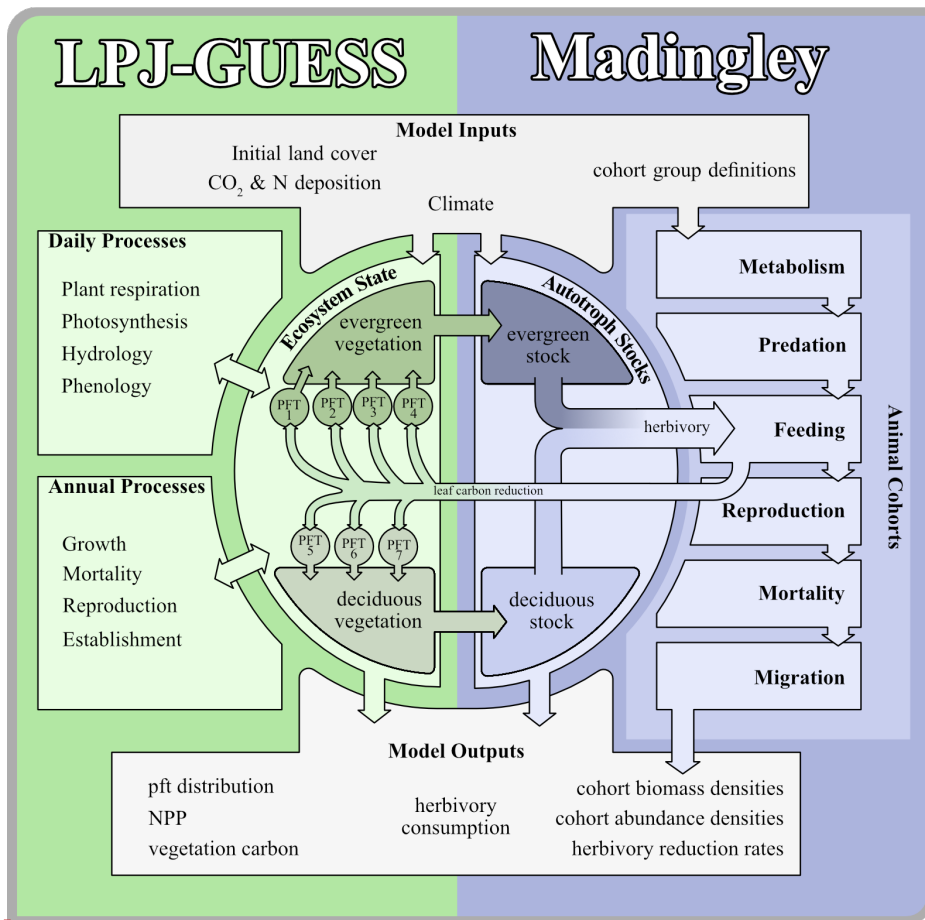 LPJ-GUESS
Madingley
Model Inputs
Initial land cover
CO2 & N deposition
cohort group definitions
Climate
Daily Processes
Plant respiration
Photosynthesis
Hydrology
Phenology
Annual Processes
Growth
Mortality
Reproduction
Establishment
Ecosystem State
evergreen
vegetation
PFT
1
PFT
2
PFT
3
PFT
4
leaf carbon reduction
PFT
5
PFT
6
PFT
7
deciduous
vegetation
Autotroph Stocks
evergreen
stock
herbivory
deciduous
stock
Metabolism
Predation
Feeding
Reproduction
Mortality
Migration
Animal Cohorts
Model Outputs
pft distribution
NPP
vegetation carbon
herbivory
consumption
cohort biomass densities
cohort abundance densities
herbivory reduction rates